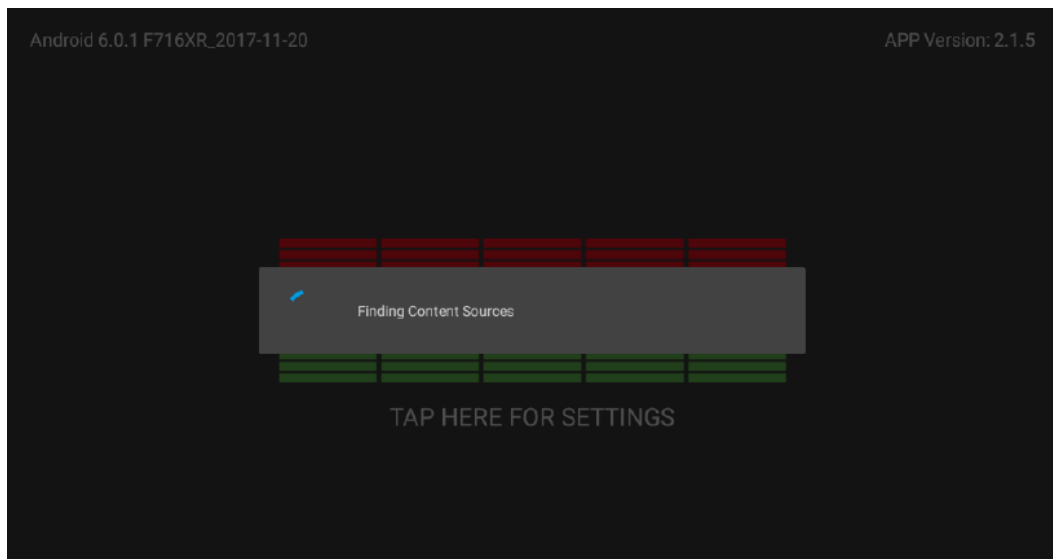 Android 6.0.1 F716XR_2017-11-20
APP Version: 2.1.5
Finding Content Sources
TAP HERE FOR SETTINGS